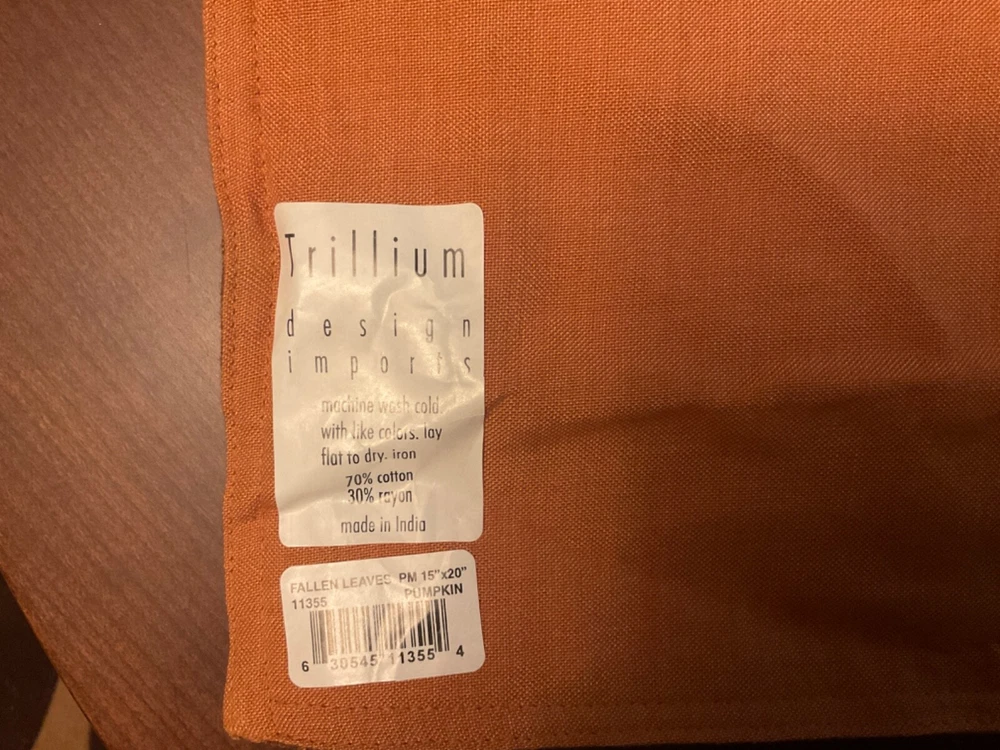 Trillium
design
imports
machine wash cold.
with like colors. lay
flat to dry. iron
70% cotton
30% rayon
made in India
FALLEN LEAVES PM 15"x20"
11355 PUMPKIN
6 30545 11355 4